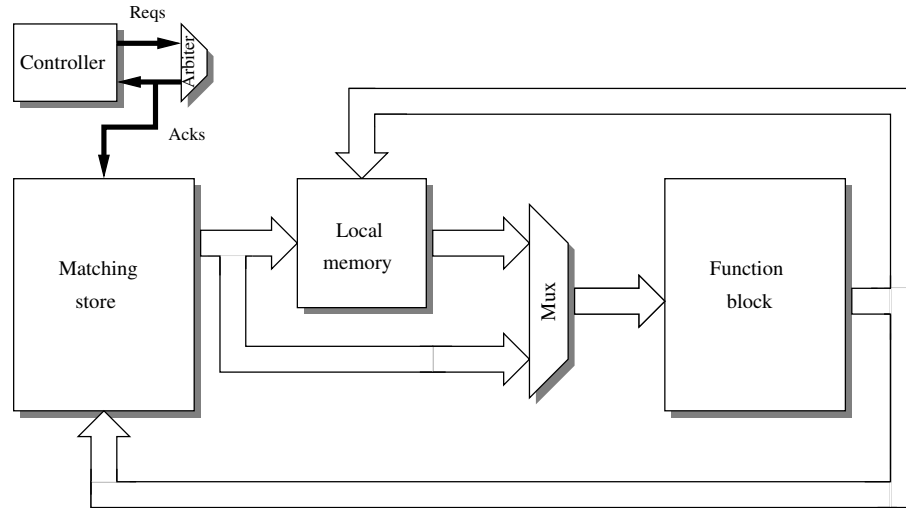 Reqs
Controller
Arbiter
Acks
Matching
store
Local
memory
Mux
Function
block